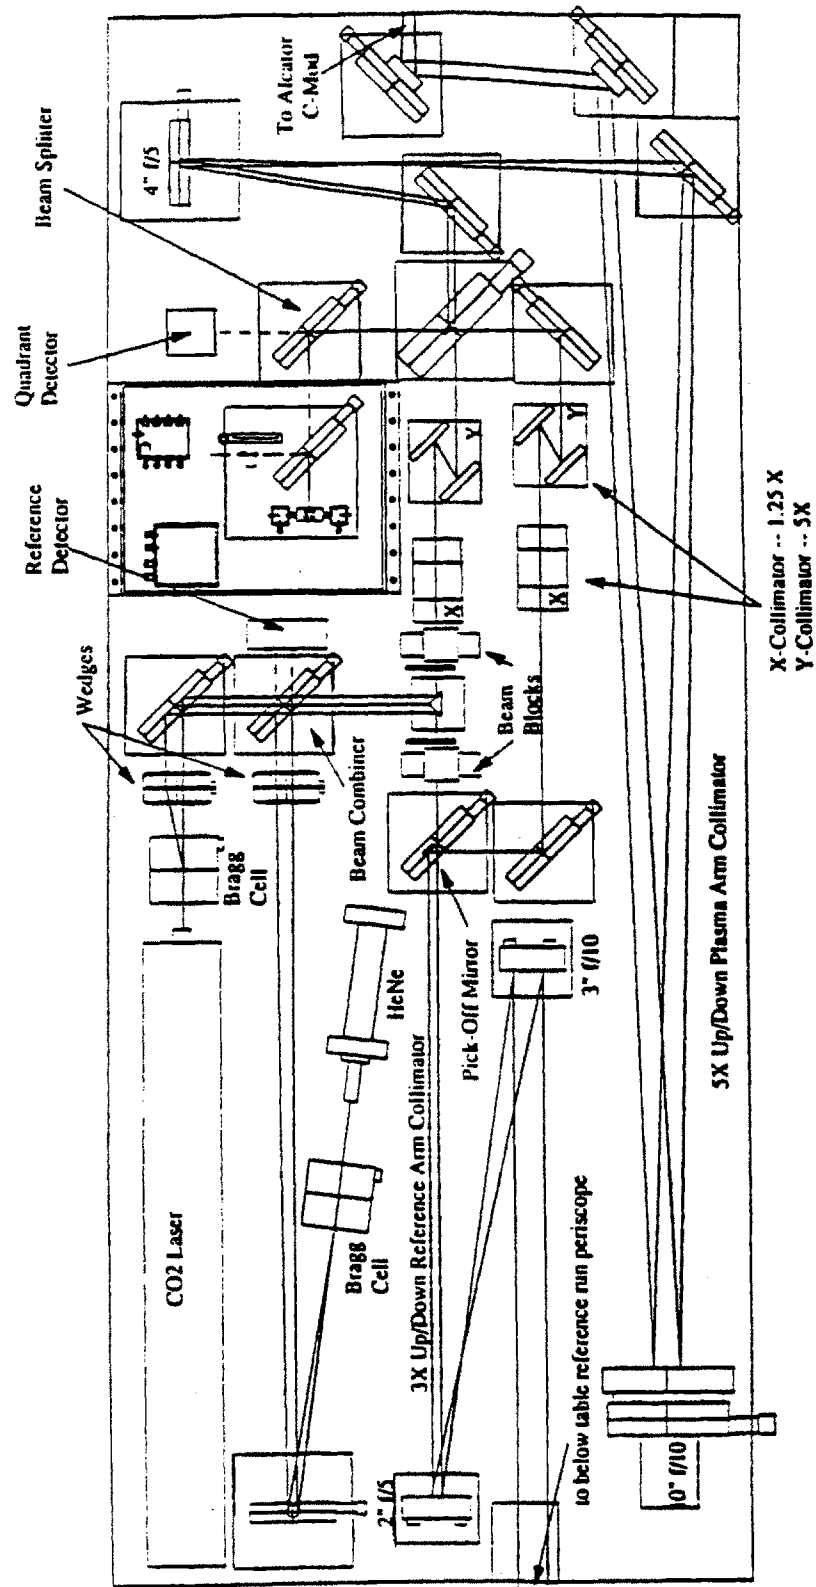 Beam Splitter
Quadrant
Detector
Reference
Detector
4" f/5
To Alcator
C-Mod
Wedges
Bragg
Cell
Beam Combiner
Beam
Blocks
X
X
Y
Y
X-Collimator -- 1.25 X
Y-Collimator -- 5X
CO2 Laser
HeNe
Bragg
Cell
Pick-Off Mirror
3X Up/Down Reference Arm Collimator
3" f/10
2" f/5
to below table reference run periscope
5X Up/Down Plasma Arm Collimator
0" f/10